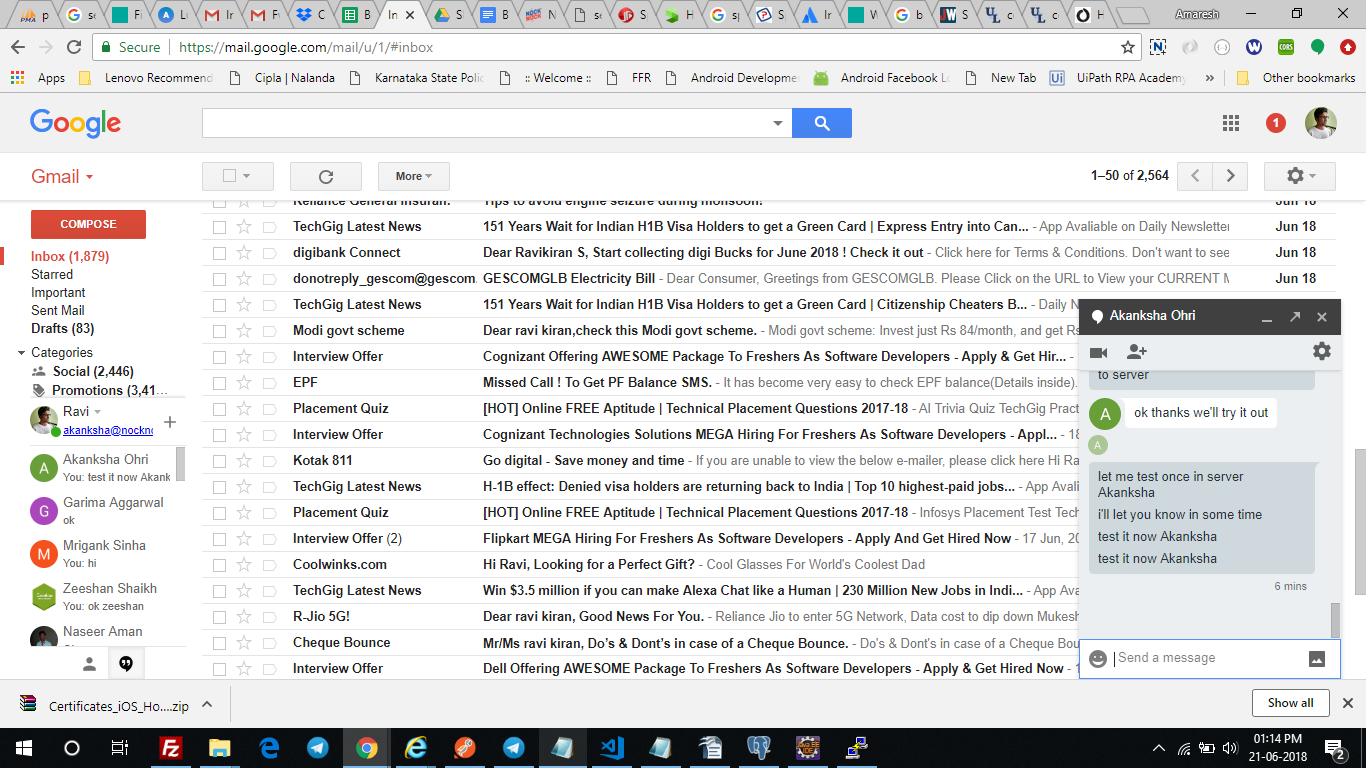 p
se
Fi
Li
In
Fv
C
B
In
Si
B
se
S
H
sp
S
In
W
b
S
c
c
H
Amaresh
Secure
https://mail.google.com/mail/u/1/#inbox
Apps
Lenovo Recommend
Cipla | Nalanda
Karnataka State Polic
:: Welcome ::
FFR
Android Developme
Android Facebook Lo
New Tab
UiPath RPA Academy
»
Other bookmarks
Google
1
Gmail
More
1–50 of 2,564
COMPOSE
Inbox (1,879)
Starred
Important
Sent Mail
Drafts (83)
Categories
Social (2,446)
Promotions (3,41...
Ravi
akanksha@nockno
Akanksha Ohri
You: test it now Akank
Garima Aggarwal
ok
Mrigank Sinha
You: hi
Zeeshan Shaikh
You: ok zeeshan
Naseer Aman
Reliance General Insuran. Tips to avoid engine seizure during monsoon! Jun 18
TechGig Latest News 151 Years Wait for Indian H1B Visa Holders to get a Green Card | Express Entry into Can... - App Avaliable on Daily Newsletter Jun 18
digibank Connect Dear Ravikiran S, Start collecting digi Bucks for June 2018 ! Check it out - Click here for Terms & Conditions. Don't want to see Jun 18
donotreply_gescom@gescom. GESCOMGLB Electricity Bill - Dear Consumer, Greetings from GESCOMGLB. Please Click on the URL to View your CURRENT M Jun 18
TechGig Latest News 151 Years Wait for Indian H1B Visa Holders to get a Green Card | Citizenship Cheaters B... - Daily N
Modi govt scheme Dear ravi kiran,check this Modi govt scheme. - Modi govt scheme: Invest just Rs 84/month, and get Rs
Interview Offer Cognizant Offering AWESOME Package To Freshers As Software Developers - Apply & Get Hir... -
EPF Missed Call ! To Get PF Balance SMS. - It has become very easy to check EPF balance(Details inside).
Placement Quiz [HOT] Online FREE Aptitude | Technical Placement Questions 2017-18 - AI Trivia Quiz TechGig Pract
Interview Offer Cognizant Technologies Solutions MEGA Hiring For Freshers As Software Developers - Appl... - 18
Kotak 811 Go digital - Save money and time - If you are unable to view the below e-mailer, please click here Hi Ra
TechGig Latest News H-1B effect: Denied visa holders are returning back to India | Top 10 highest-paid jobs... - App Avali
Placement Quiz [HOT] Online FREE Aptitude | Technical Placement Questions 2017-18 - Infosys Placement Test Tech
Interview Offer (2) Flipkart MEGA Hiring For Freshers As Software Developers - Apply And Get Hired Now - 17 Jun, 20
Coolwinks.com Hi Ravi, Looking for a Perfect Gift? - Cool Glasses For World's Coolest Dad
TechGig Latest News Win $3.5 million if you can make Alexa Chat like a Human | 230 Million New Jobs in Indi... - App Ava
R-Jio 5G! Dear ravi kiran, Good News For You. - Reliance Jio to enter 5G Network, Data cost to dip down Mukesh
Cheque Bounce Mr/Ms ravi kiran, Do's & Dont's in case of a Cheque Bounce. - Do's & Dont's in case of a Cheque Bou
Interview Offer Dell Offering AWESOME Package To Freshers As Software Developers - Apply & Get Hired Now - 1
Akanksha Ohri
to server
A
ok thanks we'll try it out
A
let me test once in server
Akanksha
i'll let you know in some time
test it now Akanksha
test it now Akanksha
6 mins
Send a message
Certificates_iOS_Ho....zip
Show all
01:14 PM
21-06-2018
2